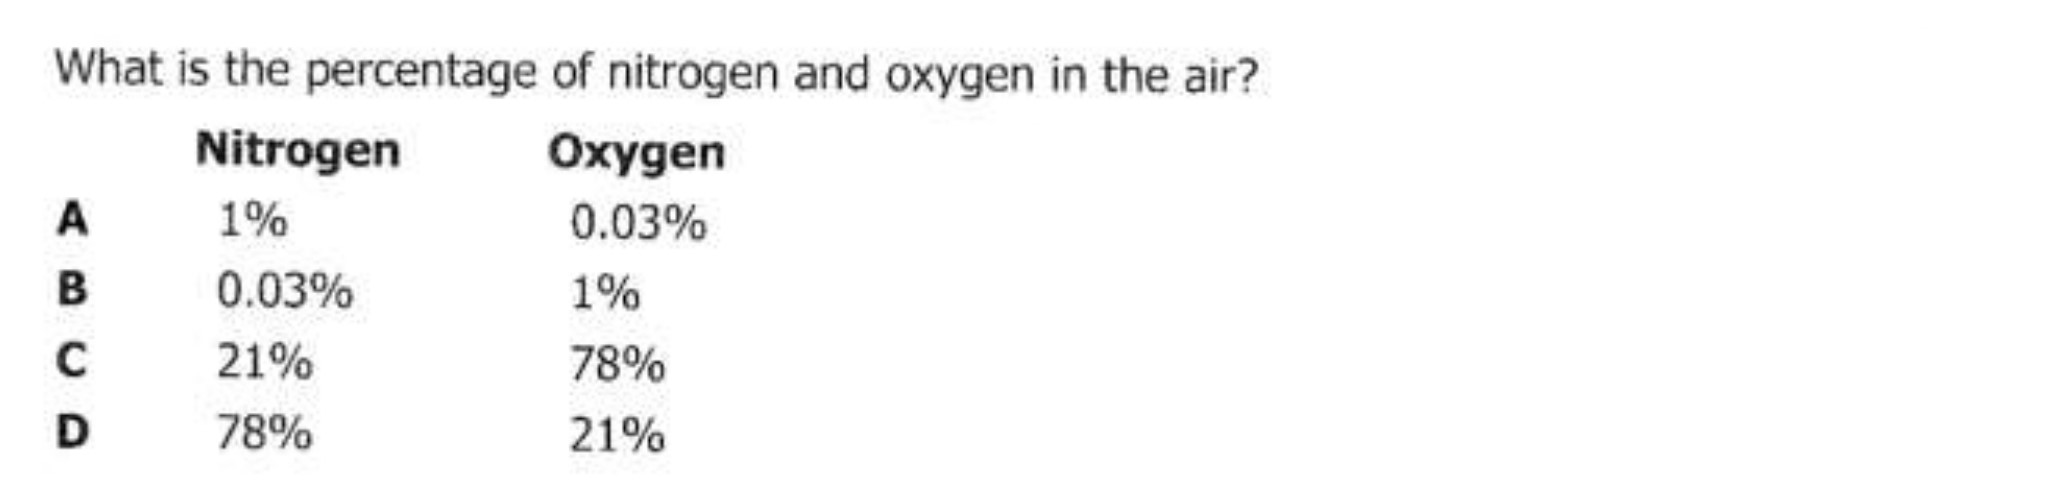 What is the percentage of nitrogen and oxygen in the air?
Nitrogen Oxygen
A 1% 0.03%
B 0.03% 1%
C 21% 78%
D 78% 21%